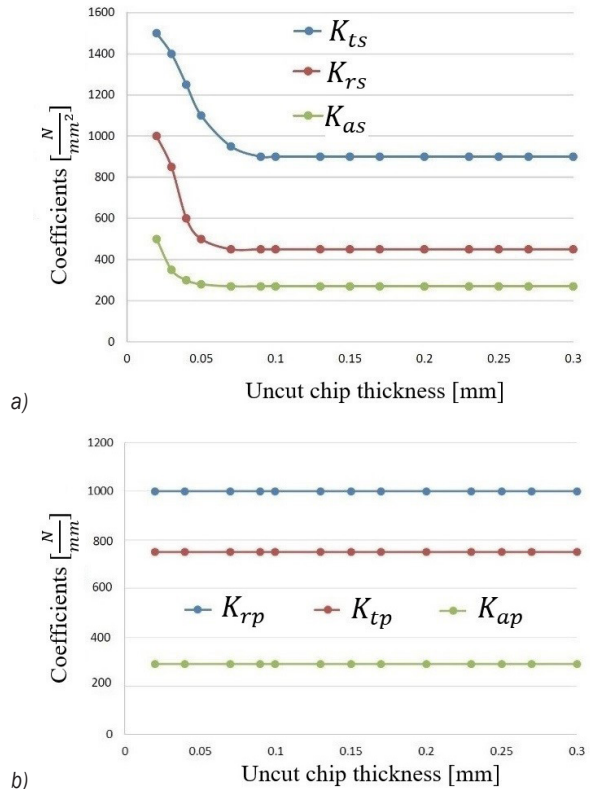 1600
1400
1200
1000
800
600
400
200
0
Coefficients [N/mm²]
K_ts
K_rs
K_as
0 0.05 0.1 0.15 0.2 0.25 0.3
Uncut chip thickness [mm]
a)
1200
1000
800
600
400
200
0
Coefficients [N/mm]
K_rp K_tp K_ap
0 0.05 0.1 0.15 0.2 0.25 0.3
Uncut chip thickness [mm]
b)